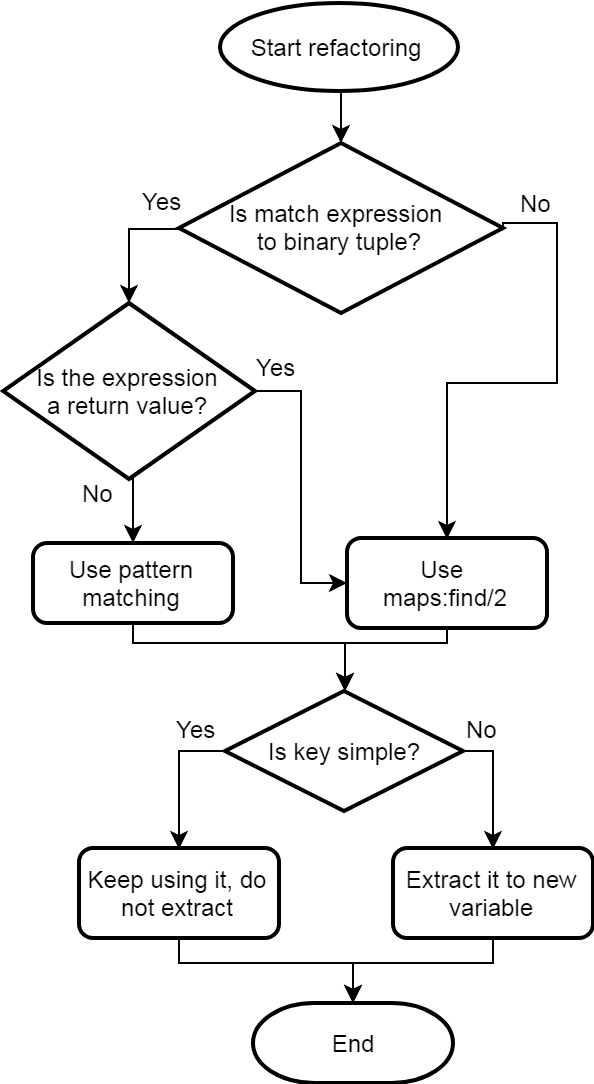 Start refactoring
Yes
No
Is match expression
to binary tuple?
Is the expression
a return value?
Yes
No
Use pattern
matching
Use
maps:find/2
Yes
No
Is key simple?
Keep using it, do
not extract
Extract it to new
variable
End